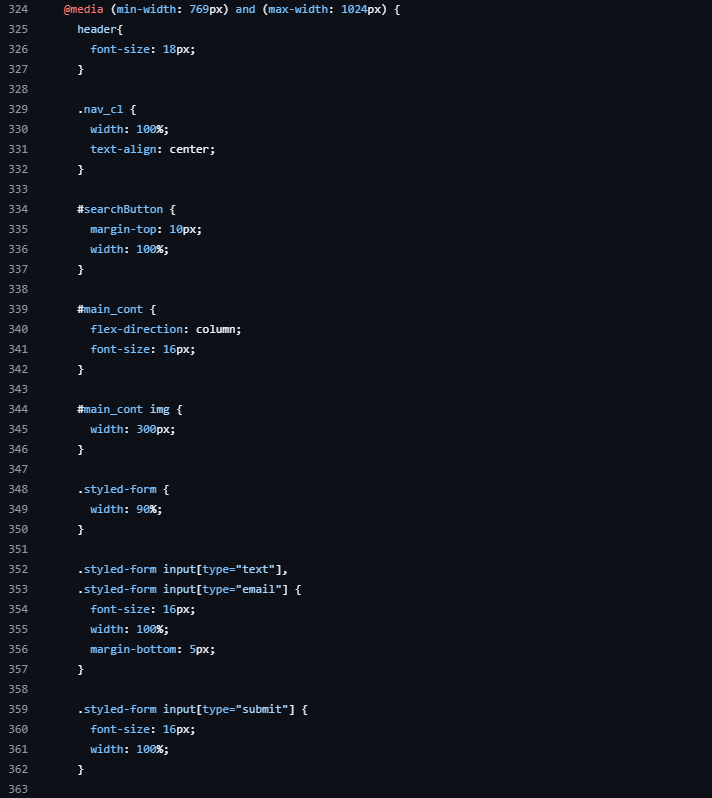 324 @media (min-width: 769px) and (max-width: 1024px) {
325 header{
326 font-size: 18px;
327 }
328
329 .nav_cl {
330 width: 100%;
331 text-align: center;
332 }
333
334 #searchButton {
335 margin-top: 10px;
336 width: 100%;
337 }
338
339 #main_cont {
340 flex-direction: column;
341 font-size: 16px;
342 }
343
344 #main_cont img {
345 width: 300px;
346 }
347
348 .styled-form {
349 width: 90%;
350 }
351
352 .styled-form input[type="text"],
353 .styled-form input[type="email"] {
354 font-size: 16px;
355 width: 100%;
356 margin-bottom: 5px;
357 }
358
359 .styled-form input[type="submit"] {
360 font-size: 16px;
361 width: 100%;
362 }
363